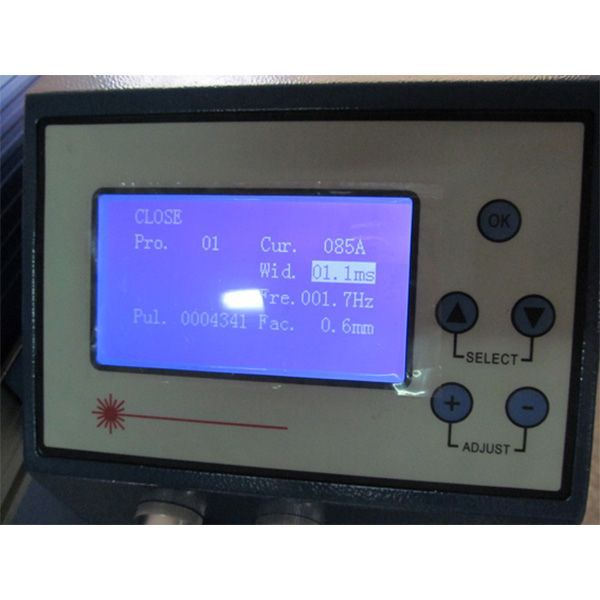 CLOSE
Pro. 01 Cur. 085A
Wid. 01.1ms
Fre. 001.7Hz
Pul. 0004341 Fac. 0.6mm
OK
SELECT
+ -
ADJUST